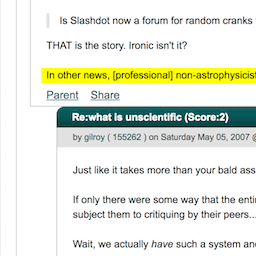 Is Slashdot now a forum for random cranks
THAT is the story. Ironic isn't it?
In other news, [professional] non-astrophysicist
Parent Share
Re:what is unscientific (Score:2)
by gilroy ( 155262 ) on Saturday May 05, 2007 @
Just like it takes more than your bald ass
If only there were some way that the enti
subject them to critiquing by their peers...
Wait, we actually have such a system an